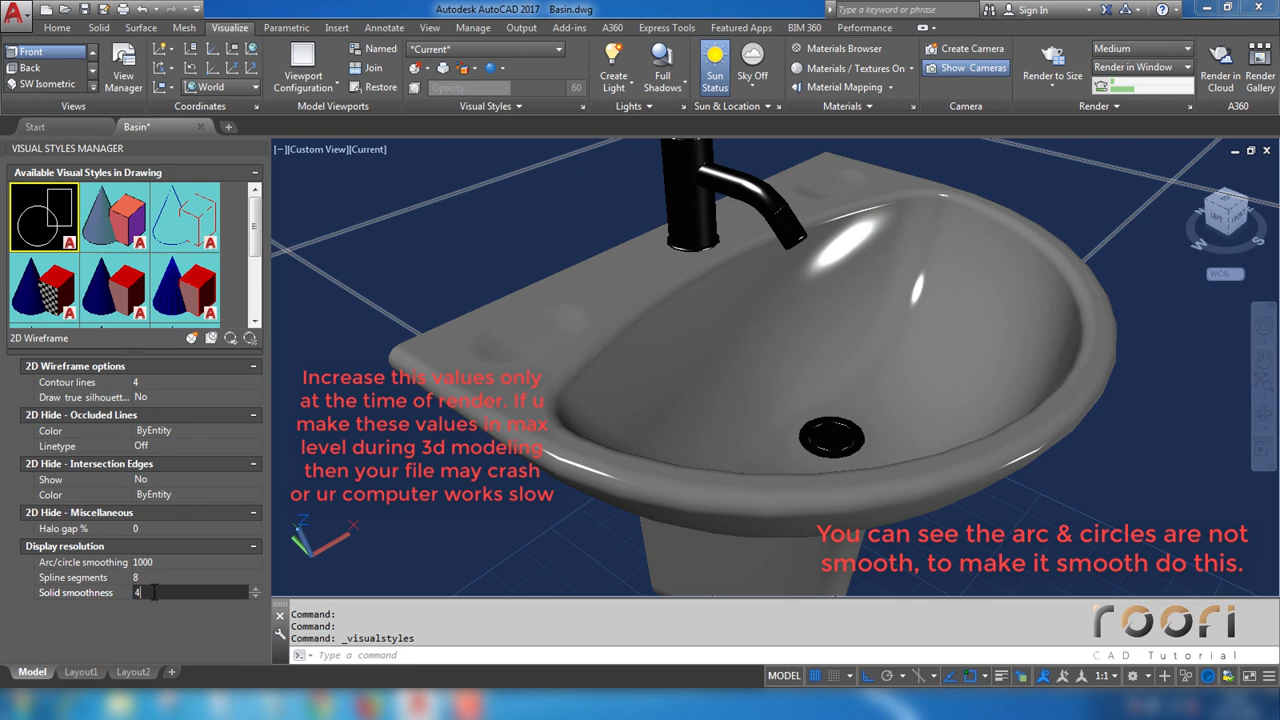 Autodesk AutoCAD 2017 Basin.dwg
Type a keyword or phrase
Sign In
Home Solid Surface Mesh Visualize Parametric Insert Annotate Manage Output Add-ins A360 Express Tools Featured Apps BIM 360 Performance
Front
Back
SW Isometric
View
Manager
World
Viewport
Configuration
Named
Join
Restore
*Current*
Opacity 60
Create
Light
Full
Shadows
Sun
Status
Sky Off
Materials Browser
Materials / Textures On
Material Mapping
Create Camera
Show Cameras
Render to Size
Medium
Render in Window
Render in
Cloud
Render
Gallery
Views Coordinates Model Viewports Visual Styles Lights Sun & Location Materials Camera Render A360
Start Basin*
VISUAL STYLES MANAGER
Available Visual Styles in Drawing
2D Wireframe
2D Wireframe options
Contour lines 4
Draw true silhouett... No
2D Hide - Occluded Lines
Color ByEntity
Linetype Off
2D Hide - Intersection Edges
Show No
Color ByEntity
2D Hide - Miscellaneous
Halo gap % 0
Display resolution
Arc/circle smoothing 1000
Spline segments 8
Solid smoothness 4
[−][Custom View][Current]
WCS
Increase this values only
at the time of render. If u
make these values in max
level during 3d modeling
then your file may crash
or ur computer works slow
You can see the arc & circles are not
smooth, to make it smooth do this.
X
Z
Command:
Command:
Command: _visualstyles
Type a command
roori
CAD Tutorial
Model Layout1 Layout2
MODEL
1:1